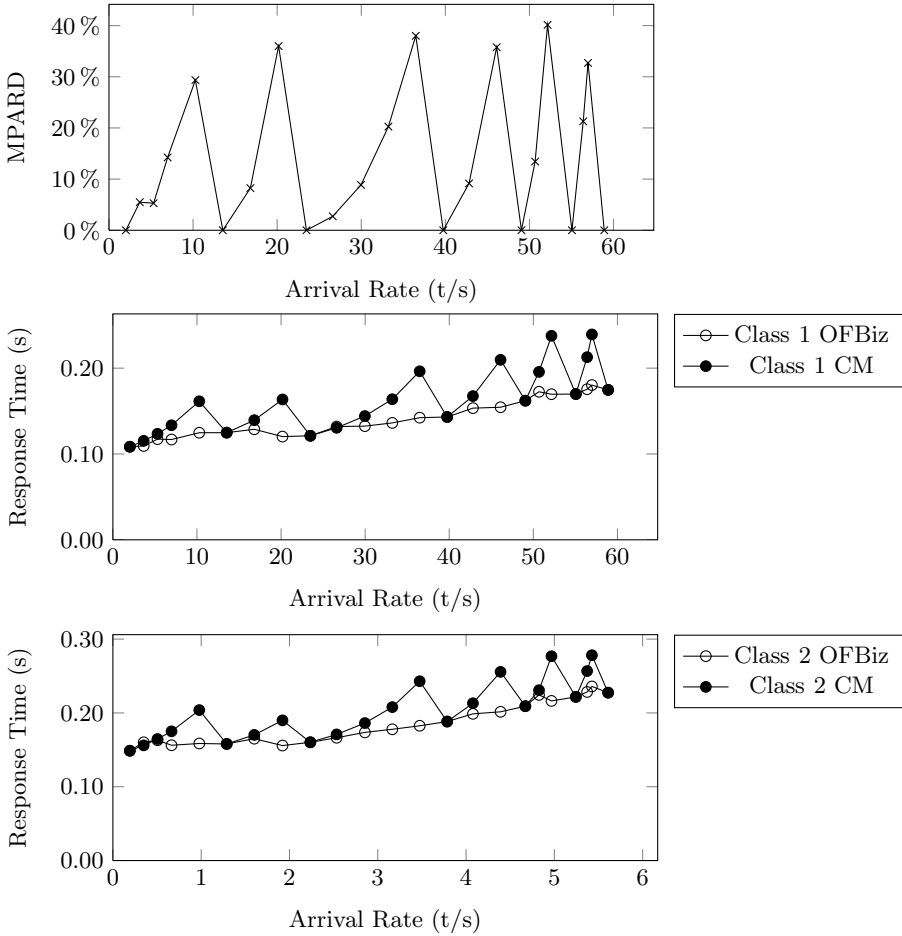 40 %
30 %
20 %
10 %
0 %
MPARD
0 10 20 30 40 50 60
Arrival Rate (t/s)
0.20
0.10
0.00
Response Time (s)
0 10 20 30 40 50 60
Arrival Rate (t/s)
Class 1 OFBiz
Class 1 CM
0.30
0.20
0.10
0.00
Response Time (s)
0 1 2 3 4 5 6
Arrival Rate (t/s)
Class 2 OFBiz
Class 2 CM